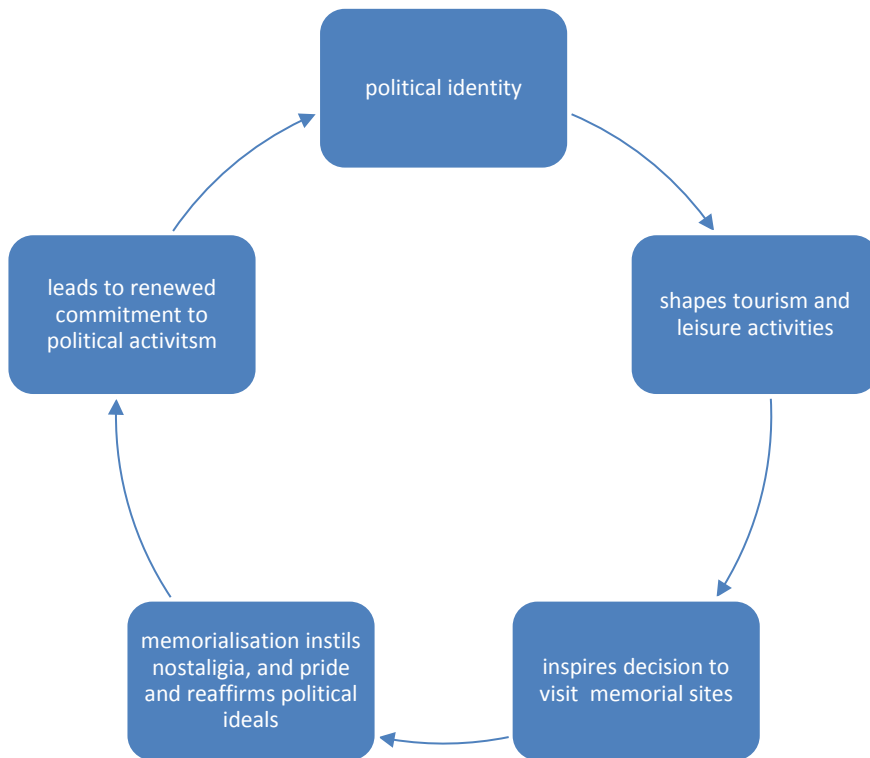 political identity
shapes tourism and
leisure activities
inspires decision to
visit memorial sites
memorialisation instils
nostaligia, and pride
and reaffirms political
ideals
leads to renewed
commitment to
political activitsm